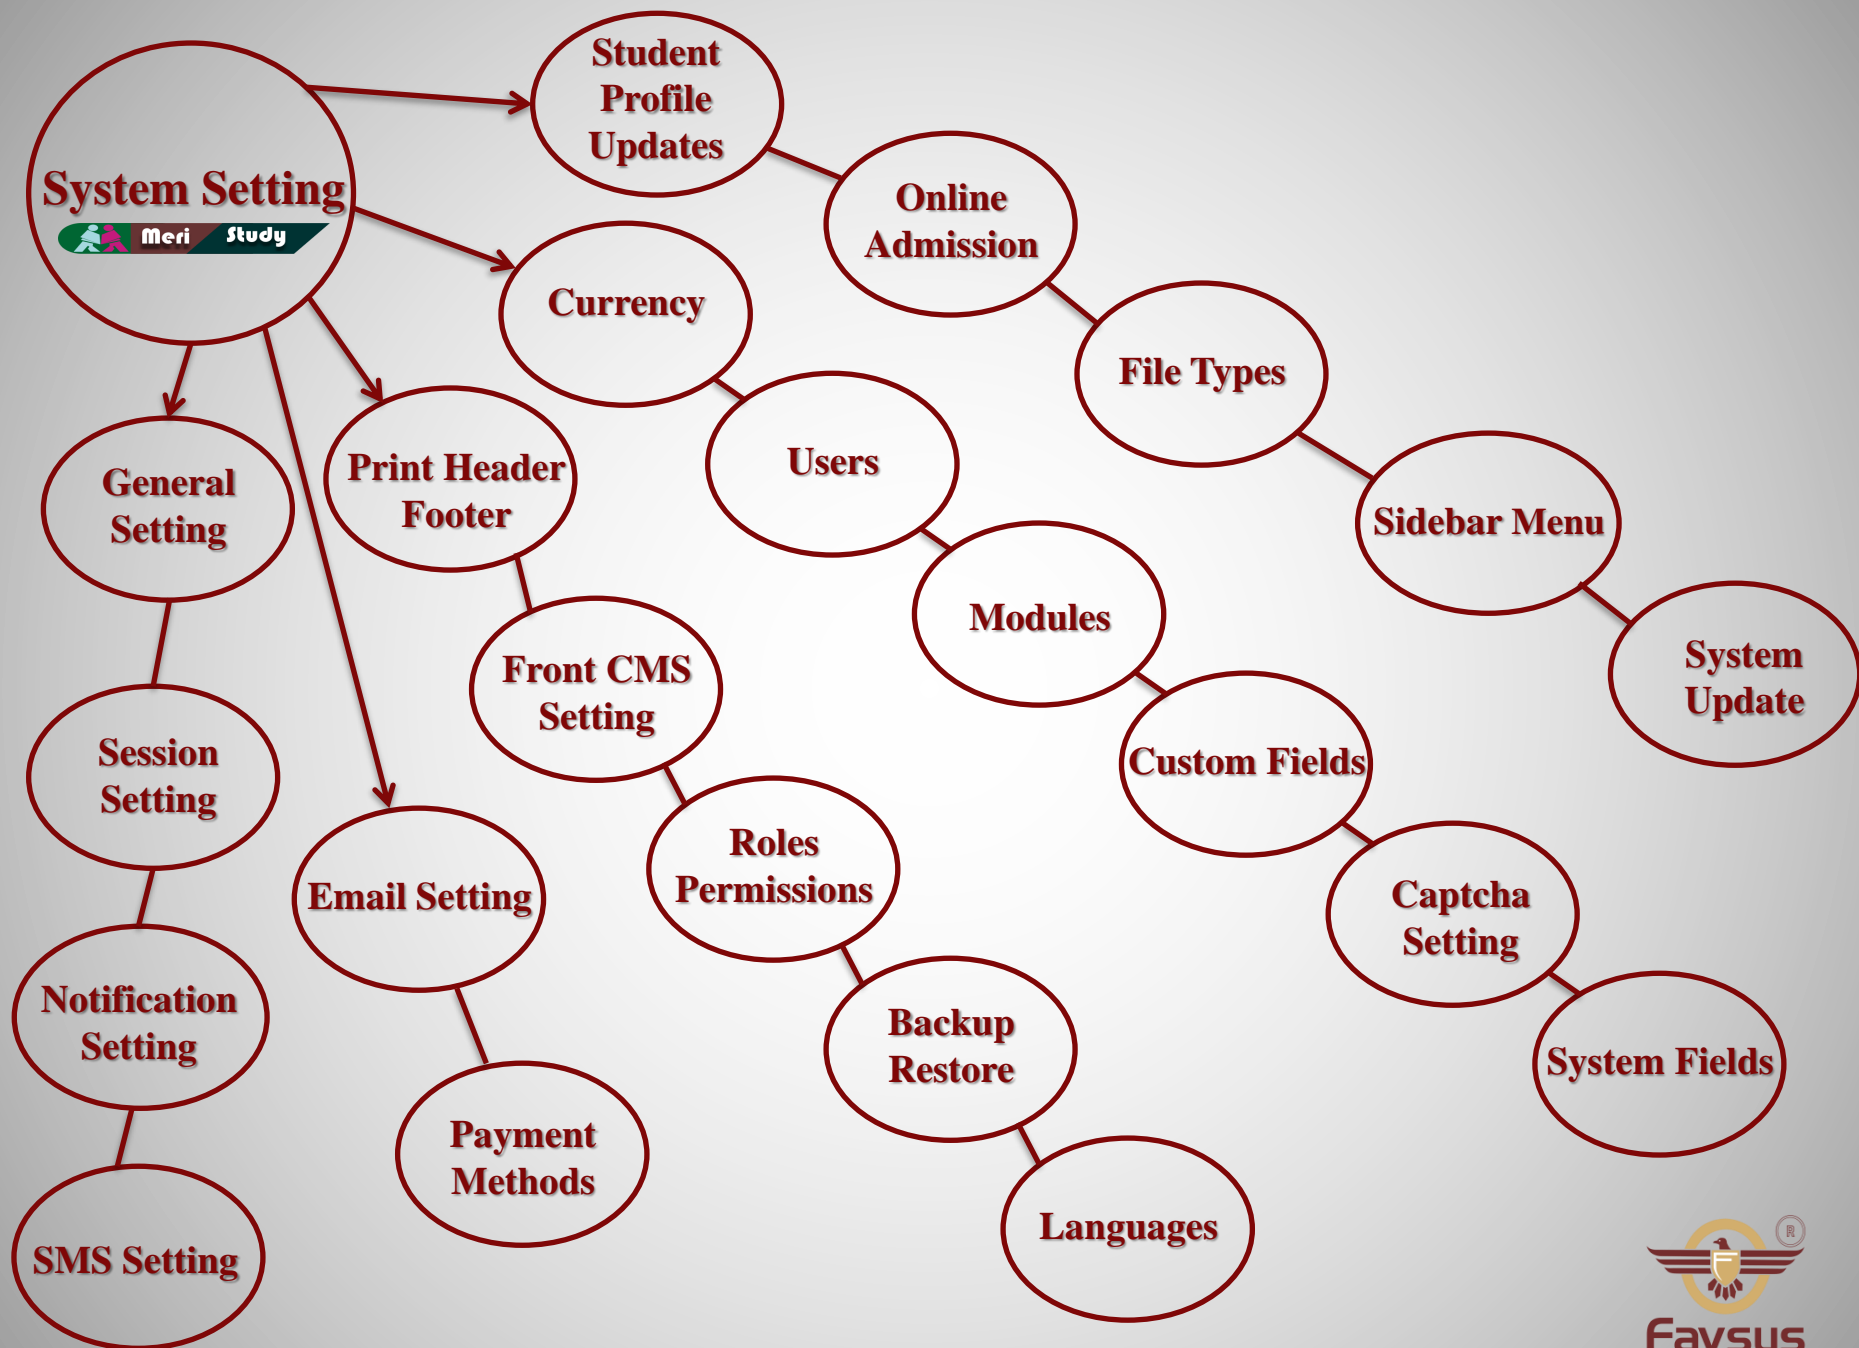 System Setting
Meri Study
Student
Profile
Updates
Online
Admission
File Types
Sidebar Menu
System
Update
Currency
Users
Modules
Custom Fields
Captcha
Setting
System Fields
Print Header
Footer
Front CMS
Setting
Roles
Permissions
Backup
Restore
Languages
Email Setting
Payment
Methods
General
Setting
Session
Setting
Notification
Setting
SMS Setting
R
F
Favsus